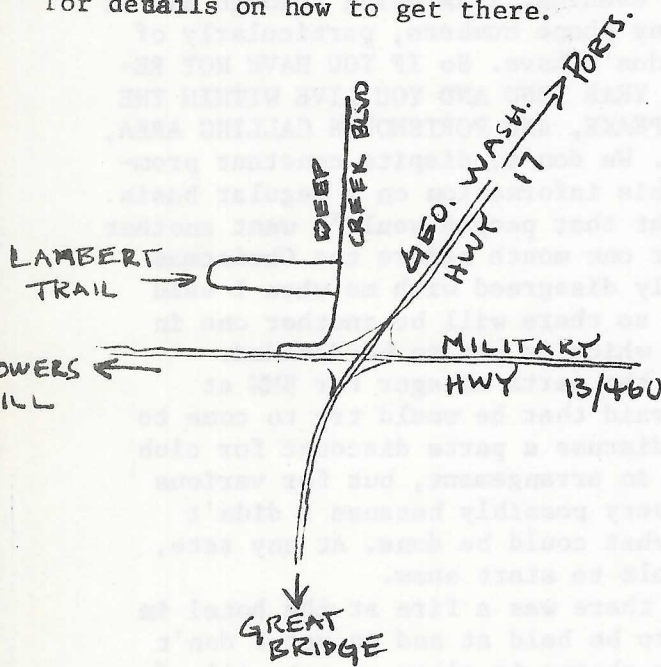 for details on how to get there.
PORTS.
GEO. WASH.
HWY 17
DEEP
CREEK BLVD
LAMBERT
TRAIL
MILITARY
HWY 13/460
OWERS
ILL
GREAT
BRIDGE